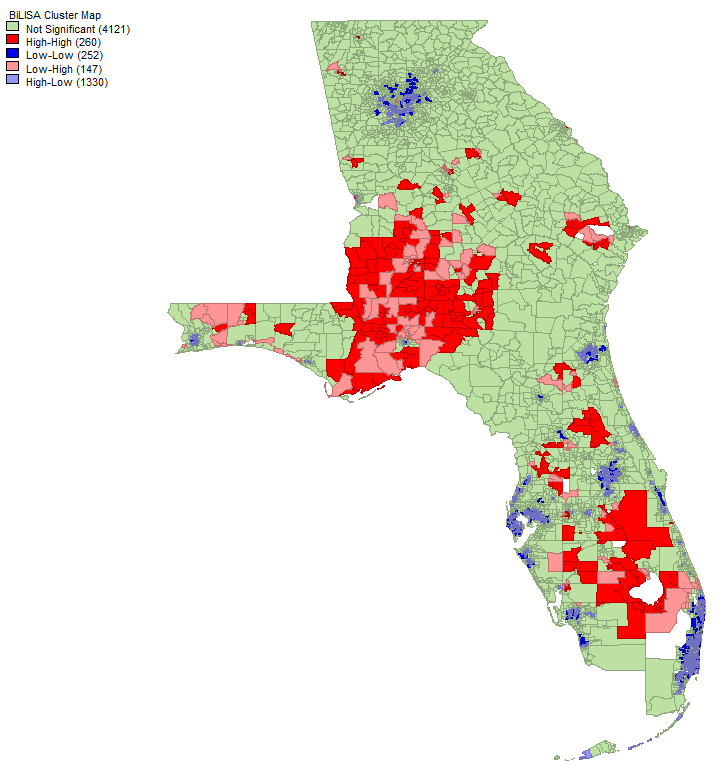 BiLISA Cluster Map
Not Significant (4121)
High-High (260)
Low-Low (252)
Low-High (147)
High-Low (1330)